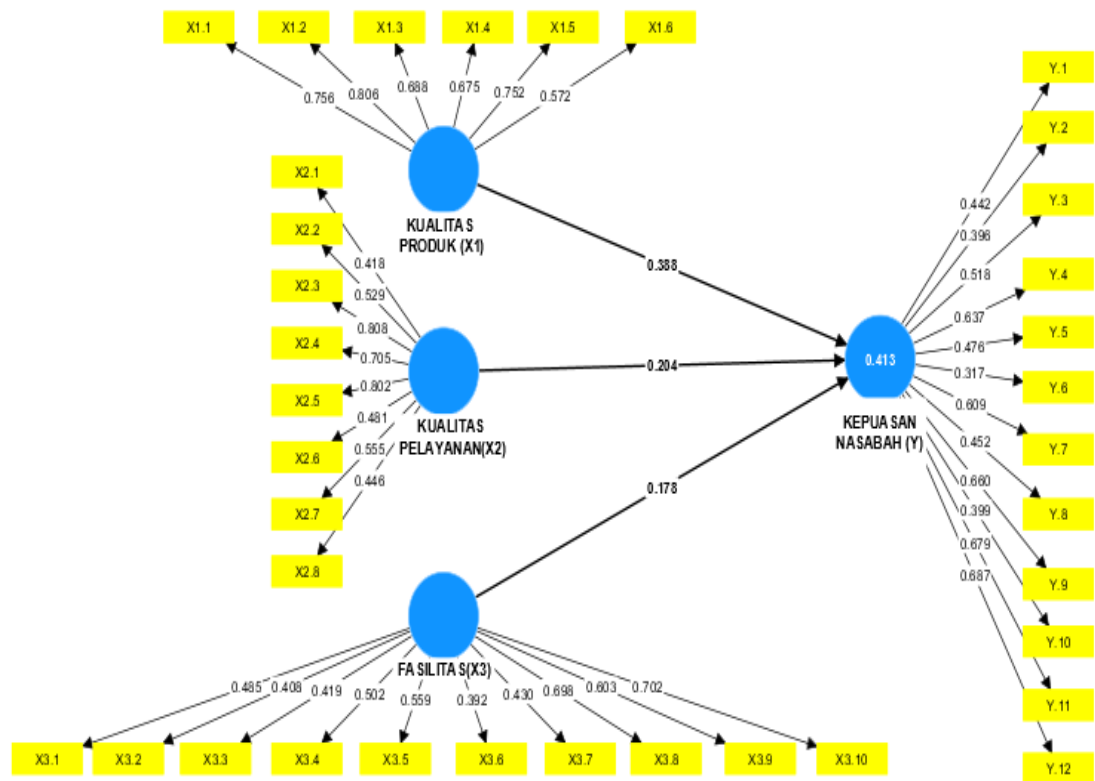 X1.1 X1.2 X1.3 X1.4 X1.5 X1.6
0.756 0.806 0.688 0.675 0.752 0.572
KUALITAS
PRODUK (X1)
X2.1
X2.2
X2.3
X2.4
X2.5
X2.6
X2.7
X2.8
0.418
0.529
0.808
0.705
0.802
0.481
0.555
0.446
KUALITAS
PELAYANAN(X2)
0.388
0.204
0.178
0.413
KEPUASAN
NASABAH (Y)
0.442
0.396
0.518
0.637
0.476
0.317
0.609
0.452
0.660
0.399
0.679
0.687
Y.1
Y.2
Y.3
Y.4
Y.5
Y.6
Y.7
Y.8
Y.9
Y.10
Y.11
Y.12
FASILITAS(X3)
0.485 0.408 0.419 0.502 0.559 0.392 0.430 0.698 0.603 0.702
X3.1 X3.2 X3.3 X3.4 X3.5 X3.6 X3.7 X3.8 X3.9 X3.10